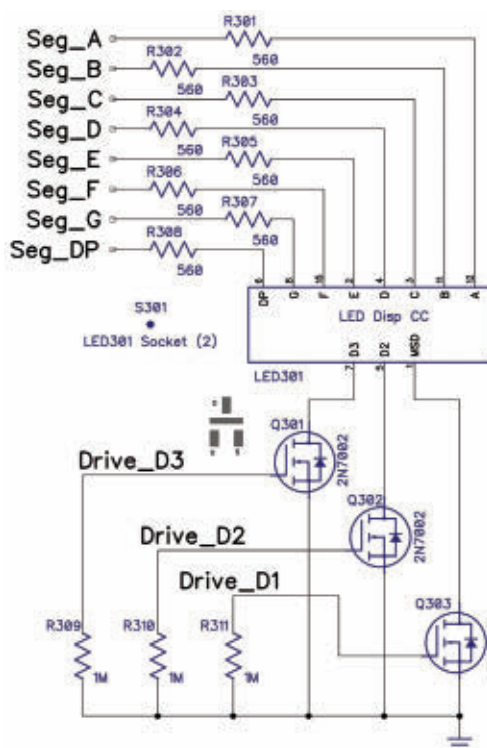 Seg_A
R301
560
Seg_B
R302
560
Seg_C
R303
560
Seg_D
R304
560
Seg_E
R305
560
Seg_F
R306
560
Seg_G
R307
560
Seg_DP
R308
560
DP G F E D C B A
LED Disp CC
D3 D2 MSD
LED301
S301
LED301 Socket (2)
Q301
2N7002
Drive_D3
Q302
2N7002
Drive_D2
Drive_D1
Q303
R309
1M
R310
1M
R311
1M